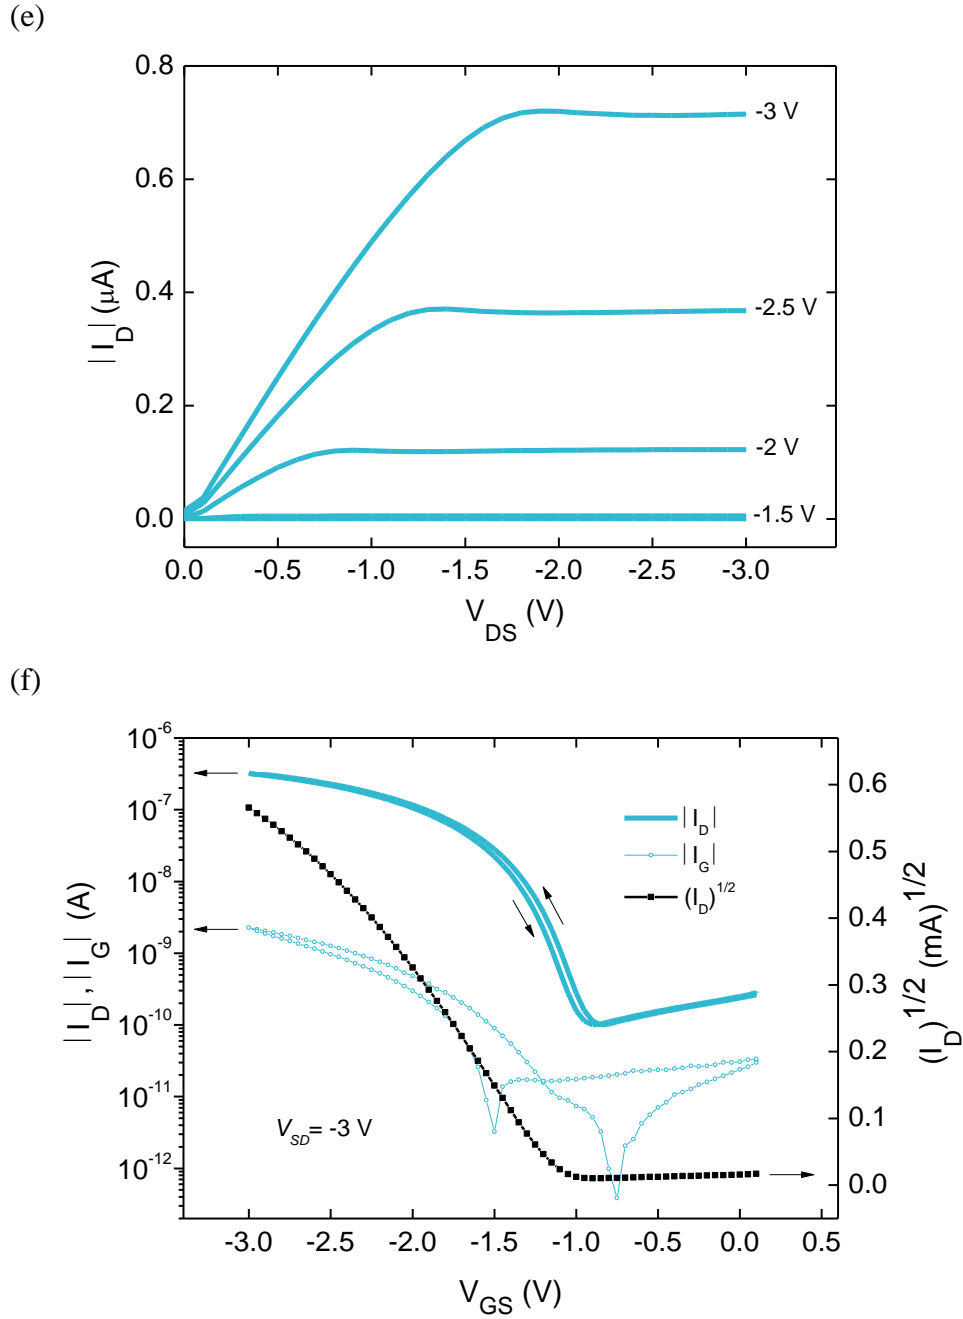 (e)
0.8
0.6
0.4
0.2
0.0
|I_D| (μA)
-3 V
-2.5 V
-2 V
-1.5 V
0.0 -0.5 -1.0 -1.5 -2.0 -2.5 -3.0
V_DS (V)
(f)
10^-6
10^-7
10^-8
10^-9
10^-10
10^-11
10^-12
|I_D|, |I_G| (A)
|I_D|
|I_G|
(I_D)^1/2
V_SD= -3 V
0.6
0.5
0.4
0.3
0.2
0.1
0.0
(I_D)^1/2 (mA)^1/2
-3.0 -2.5 -2.0 -1.5 -1.0 -0.5 0.0 0.5
V_GS (V)